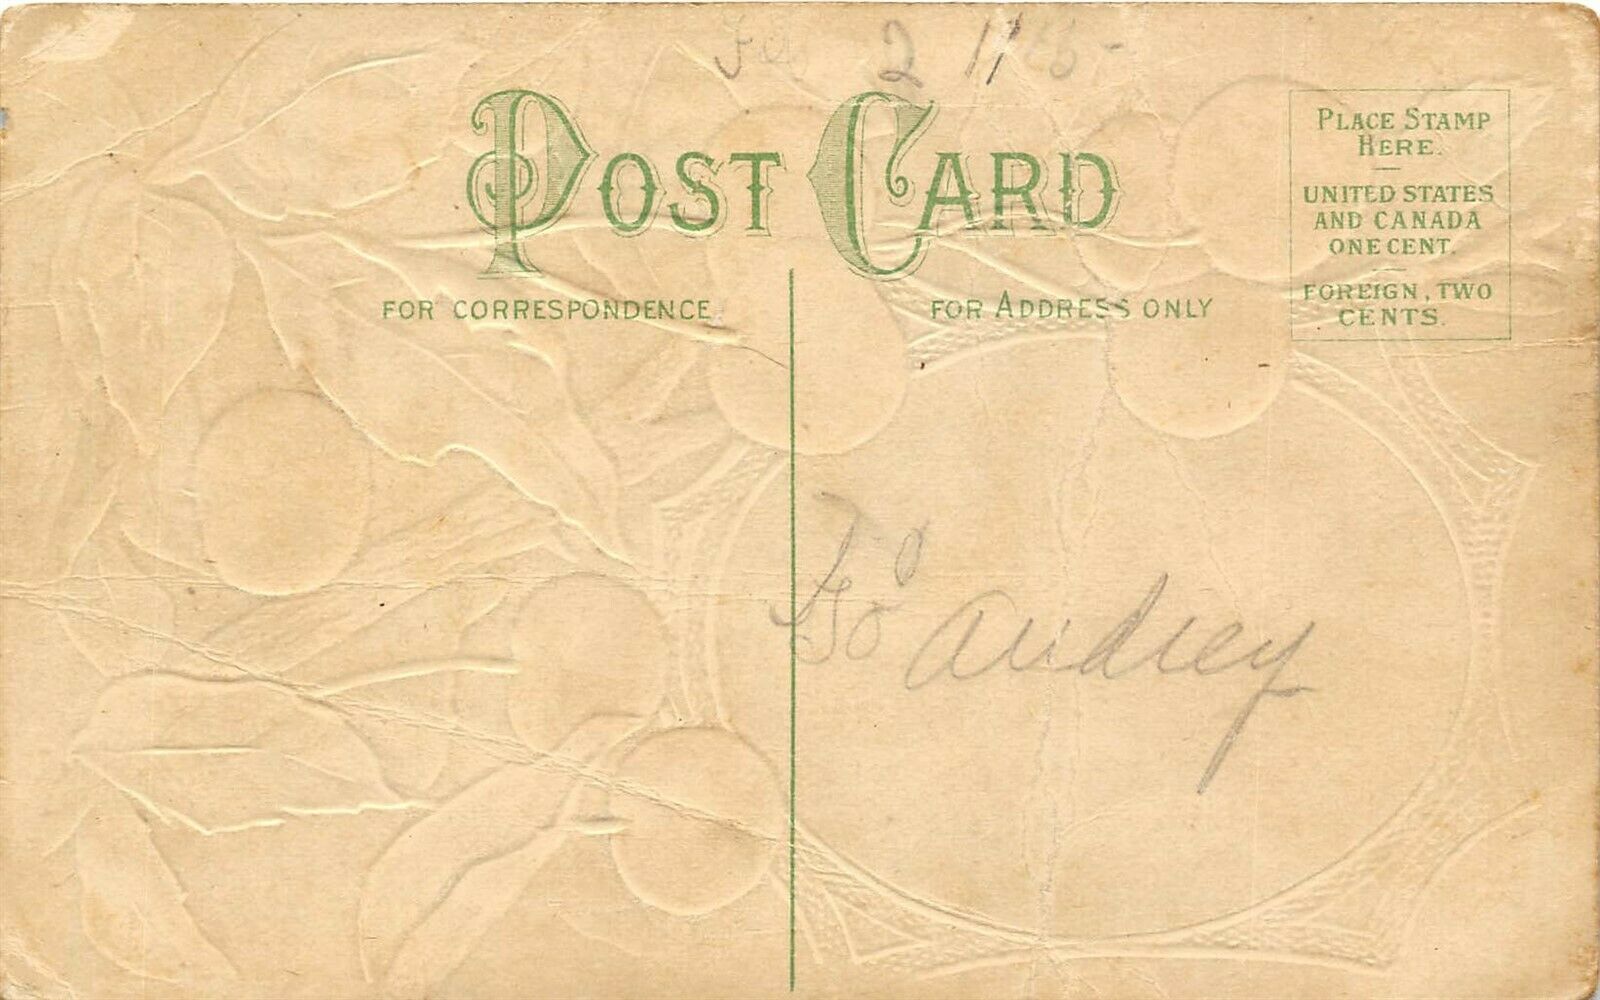 2
POST CARD
PLACE STAMP
HERE.
UNITED STATES
AND CANADA
ONE CENT.
FOREIGN, TWO
CENTS.
FOR CORRESPONDENCE
FOR ADDRESS ONLY
To Audrey